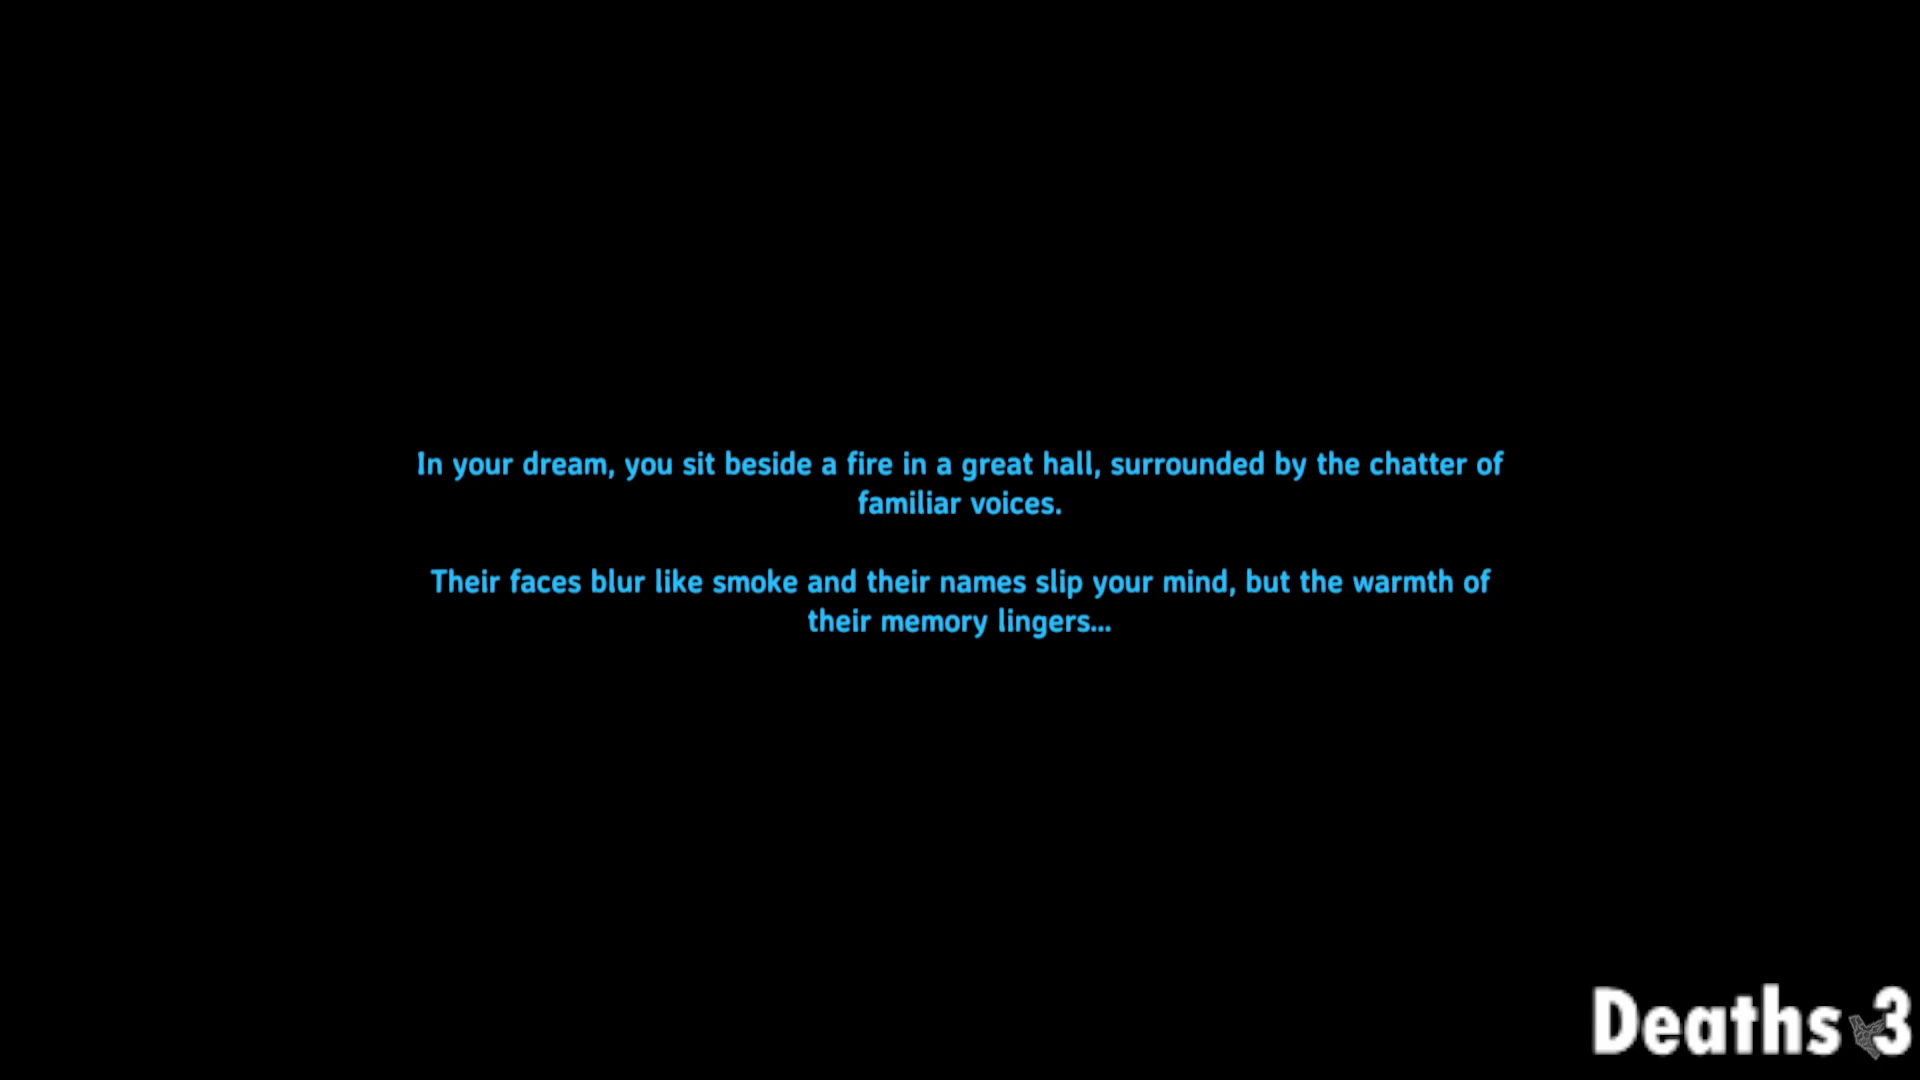 In your dream, you sit beside a fire in a great hall, surrounded by the chatter of
familiar voices.
Their faces blur like smoke and their names slip your mind, but the warmth of
their memory lingers...
Deaths 3